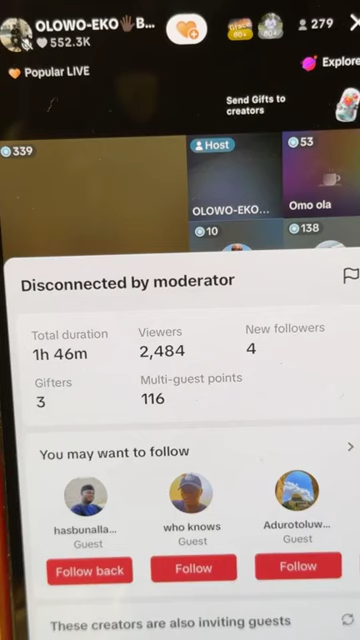 OLOWO-EKO🖐🏿B...
552.3K
279
Popular LIVE
Explore
Send Gifts to
creators
339
Host
OLOWO-EKO...
53
Omo ola
10
138
Disconnected by moderator
Total duration
1h 46m
Viewers
2,484
New followers
4
Gifters
3
Multi-guest points
116
You may want to follow
hasbunalla...
Guest
Follow back
who knows
Guest
Follow
Adurotoluw...
Guest
Follow
These creators are also inviting guests